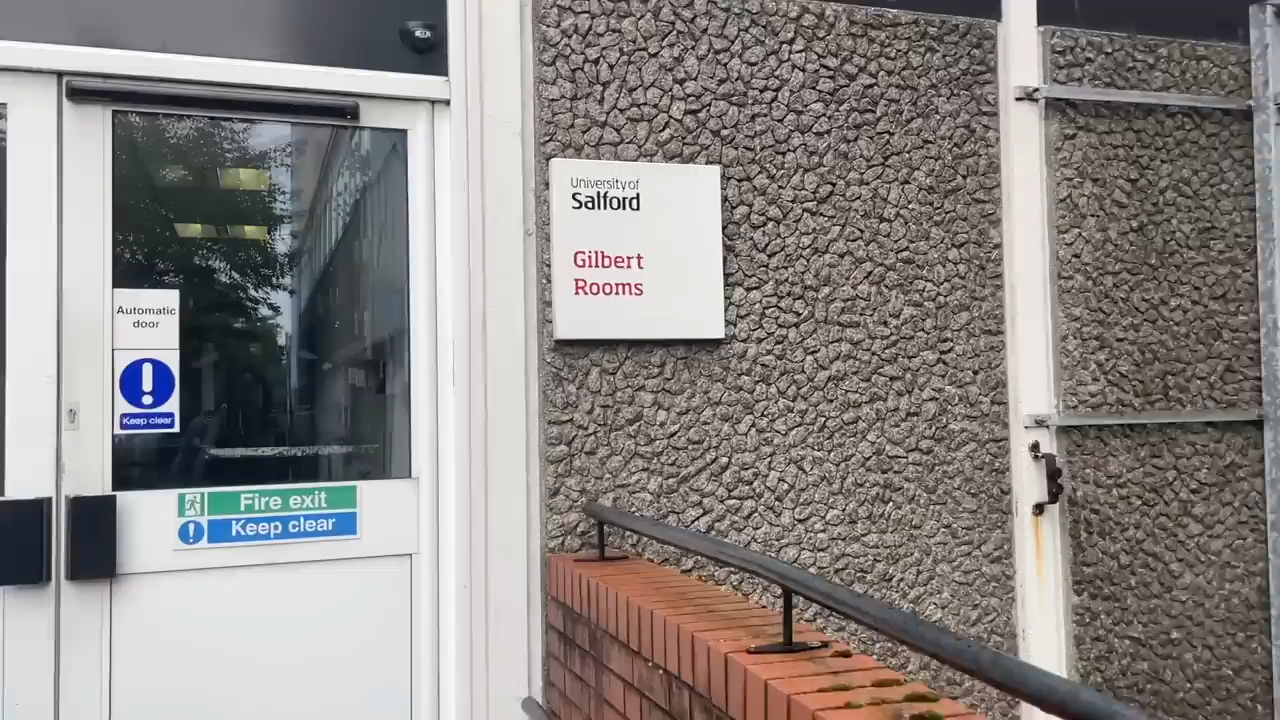 University of
Salford
Gilbert
Rooms
Automatic
door
Keep clear
Fire exit
Keep clear